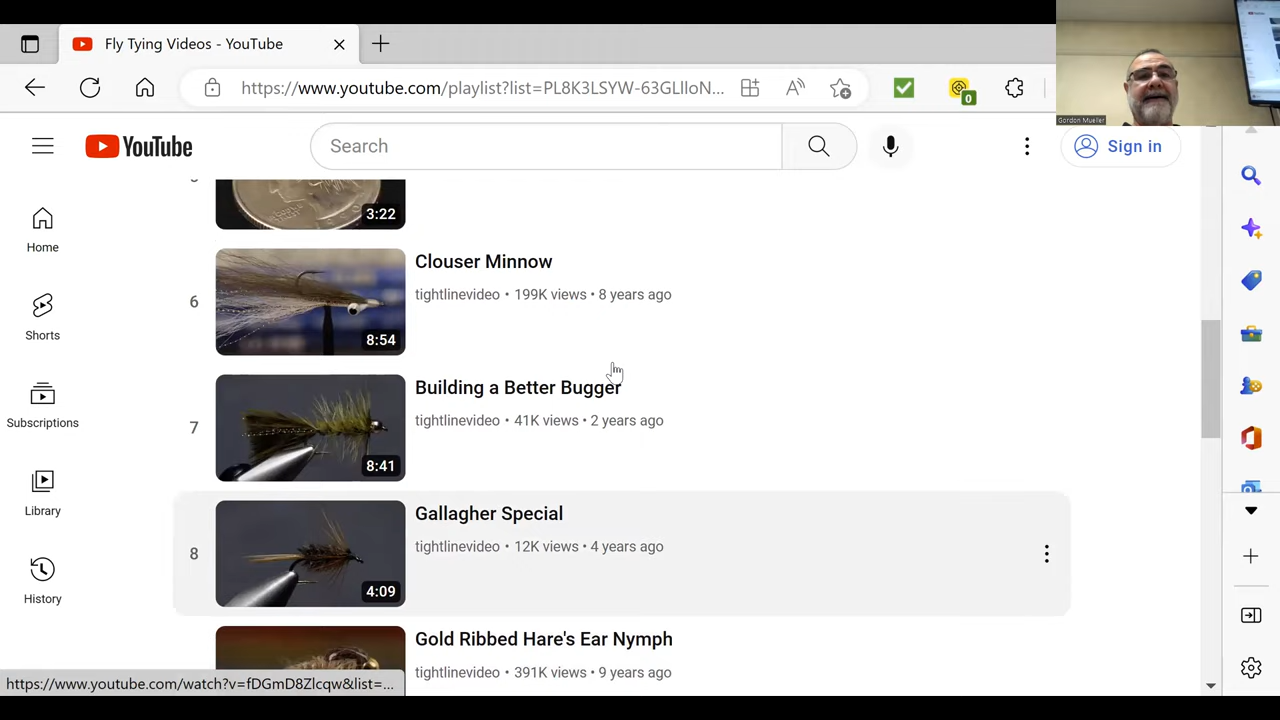 Fly Tying Videos - YouTube
https://www.youtube.com/playlist?list=PL8K3LSYW-63GLlloN...
0
Gordon Mueller
YouTube
Search
Sign in
Home
Shorts
Subscriptions
Library
History
3:22
6
8:54
Clouser Minnow
tightlinevideo • 199K views • 8 years ago
7
8:41
Building a Better Bugger
tightlinevideo • 41K views • 2 years ago
8
4:09
Gallagher Special
tightlinevideo • 12K views • 4 years ago
Gold Ribbed Hare's Ear Nymph
tightlinevideo • 391K views • 9 years ago
https://www.youtube.com/watch?v=fDGmD8Zlcqw&list=...